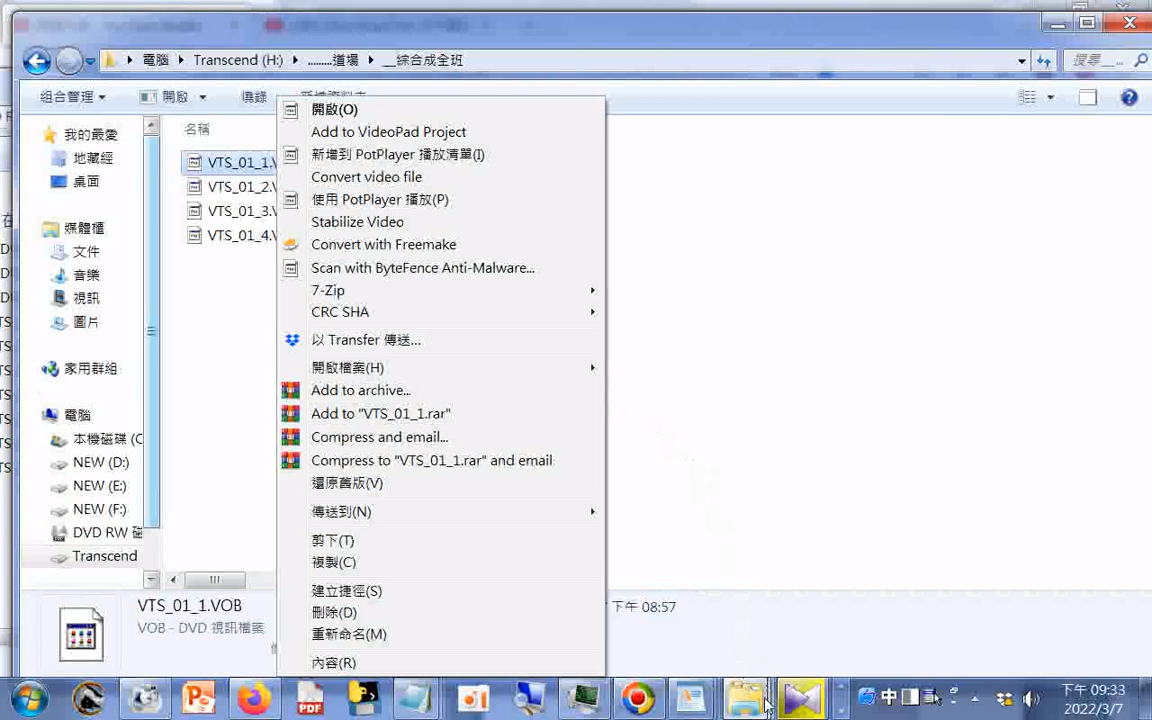 電腦 Transcend (H:) .........道場 __綜合成全班
搜尋__...
組合管理 開啟 燒錄
名稱
我的最愛
地藏經
桌面
媒體櫃
文件
音樂
視訊
圖片
家用群組
電腦
本機磁碟 (C
NEW (D:)
NEW (E:)
NEW (F:)
DVD RW 磁
Transcend
VTS_01_1.V
VTS_01_2.V
VTS_01_3.V
VTS_01_4.V
開啟(O)
Add to VideoPad Project
新增到 PotPlayer 播放清單(I)
Convert video file
使用 PotPlayer 播放(P)
Stabilize Video
Convert with Freemake
Scan with ByteFence Anti-Malware...
7-Zip
CRC SHA
以 Transfer 傳送...
開啟檔案(H)
Add to archive...
Add to "VTS_01_1.rar"
Compress and email...
Compress to "VTS_01_1.rar" and email
還原舊版(V)
傳送到(N)
剪下(T)
複製(C)
建立捷徑(S)
刪除(D)
重新命名(M)
內容(R)
VTS_01_1.VOB
VOB - DVD 視訊檔案
下午 08:57
PDF
中
下午 09:33
2022/3/7